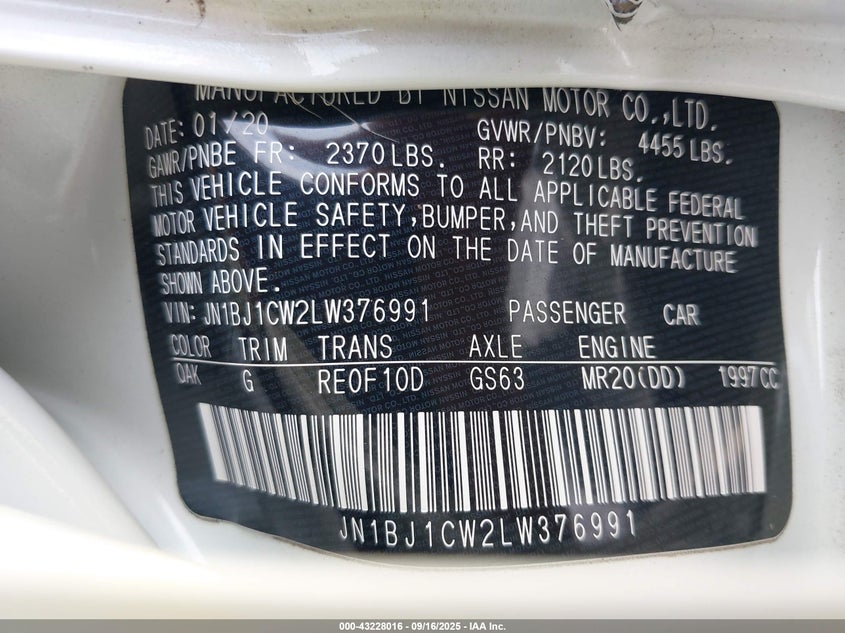 MANUFACTURED BY NISSAN MOTOR CO.,LTD.
DATE: 01/20 GVWR/PNBV: 4455 LBS.
GAWR/PNBE FR: 2370 LBS. RR: 2120 LBS.
THIS VEHICLE CONFORMS TO ALL APPLICABLE FEDERAL
MOTOR VEHICLE SAFETY, BUMPER, AND THEFT PREVENTION
STANDARDS IN EFFECT ON THE DATE OF MANUFACTURE
SHOWN ABOVE.
VIN: JN1BJ1CW2LW376991 PASSENGER CAR
COLOR TRIM TRANS AXLE ENGINE
QAK G RE0F10D GS63 MR20(DD) 1997CC
JN1BJ1CW2LW376991
000-43228016 - 09/16/2025 - IAA Inc.